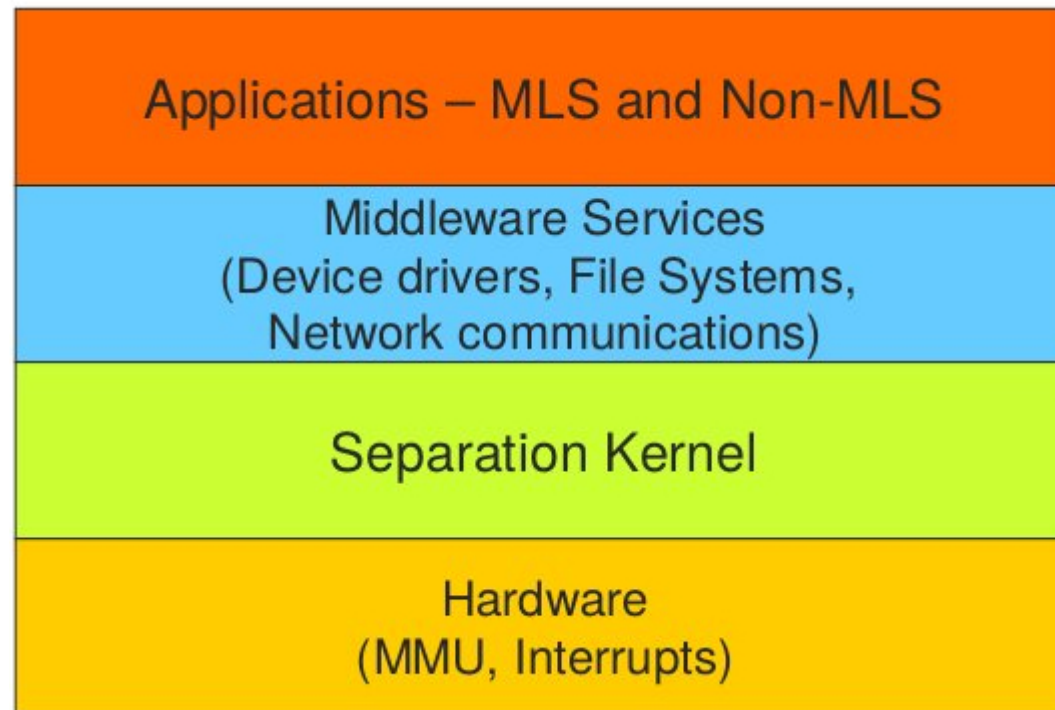 Applications – MLS and Non-MLS
Middleware Services
(Device drivers, File Systems,
Network communications)
Separation Kernel
Hardware
(MMU, Interrupts)